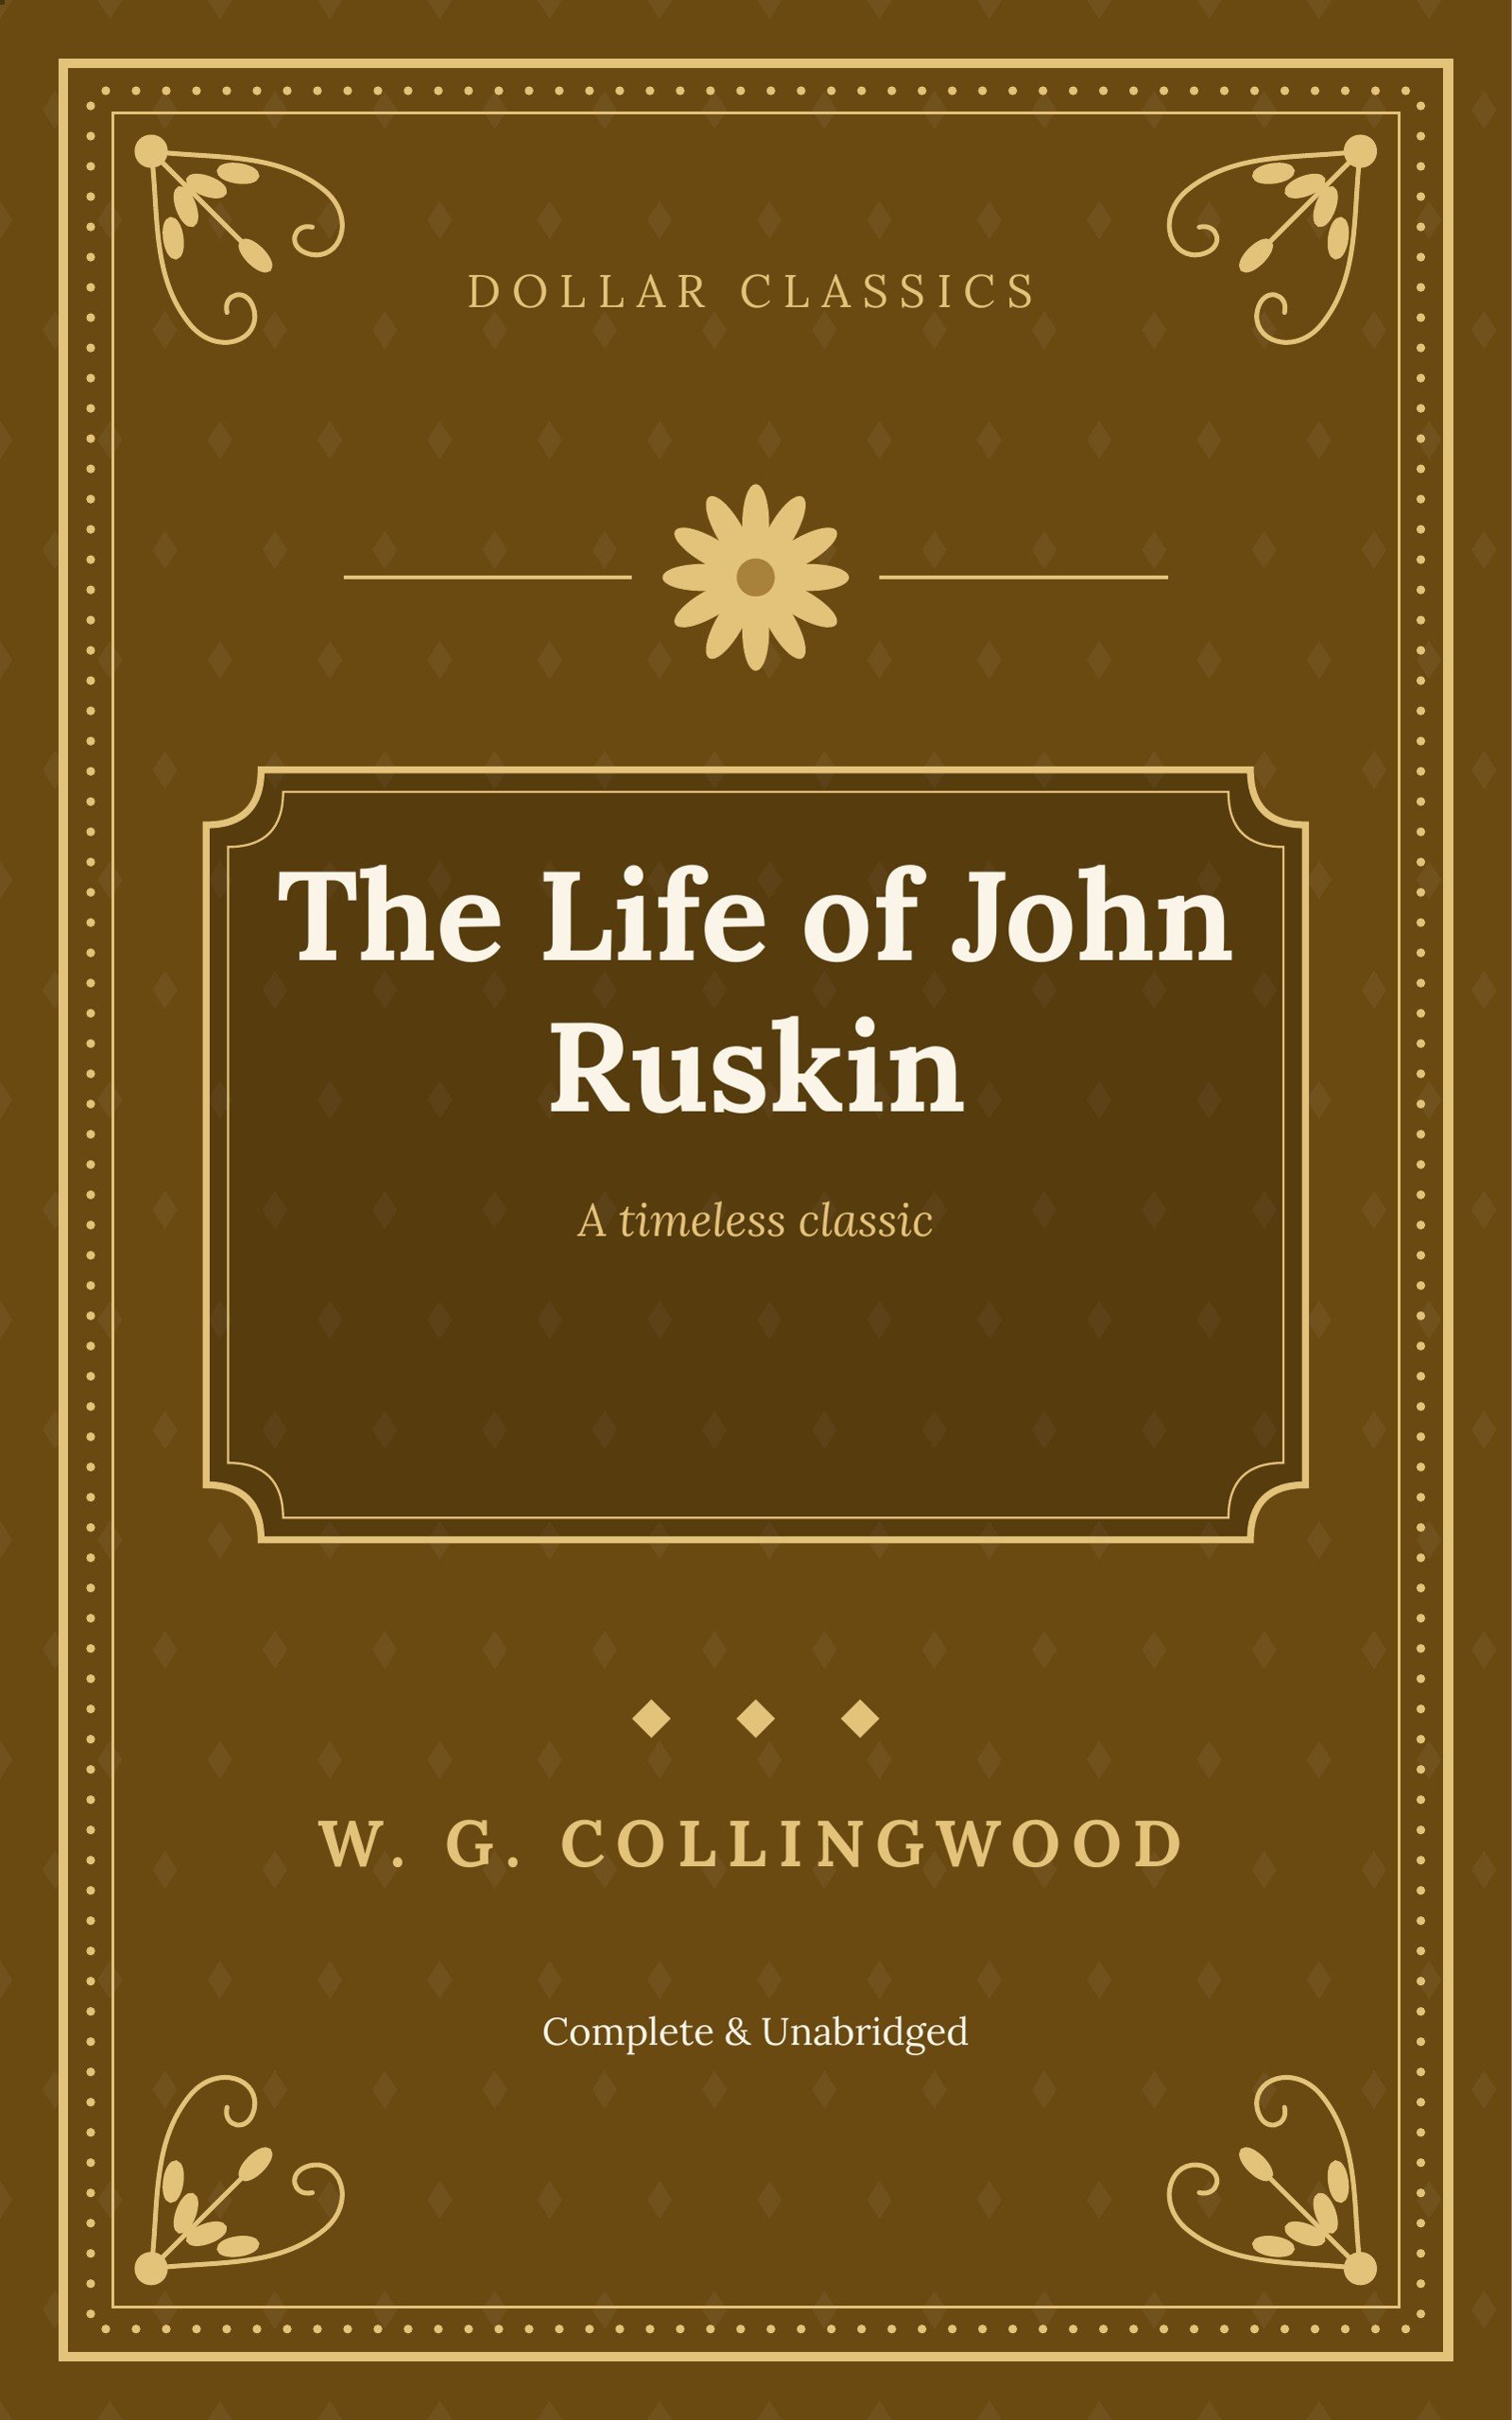 DOLLAR CLASSICS
The Life of John
Ruskin
A timeless classic
W. G. COLLINGWOOD
Complete & Unabridged